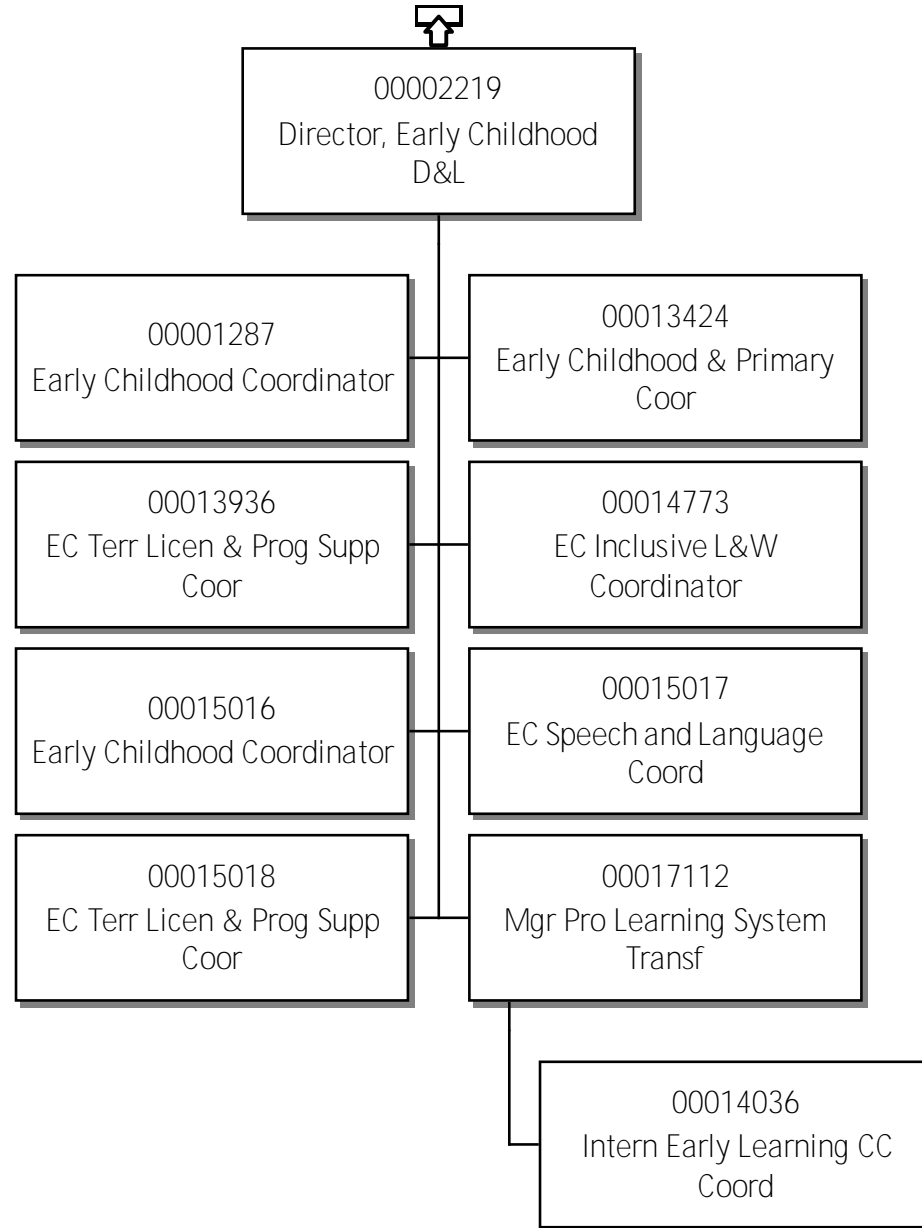 00002219
Director, Early Childhood
D&L
00001287
Early Childhood Coordinator
00013424
Early Childhood & Primary
Coor
00013936
EC Terr Licen & Prog Supp
Coor
00014773
EC Inclusive L&W
Coordinator
00015016
Early Childhood Coordinator
00015017
EC Speech and Language
Coord
00015018
EC Terr Licen & Prog Supp
Coor
00017112
Mgr Pro Learning System
Transf
00014036
Intern Early Learning CC
Coord